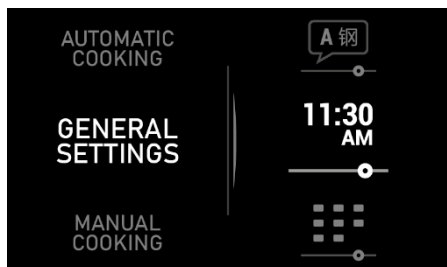 AUTOMATIC
COOKING
GENERAL
SETTINGS
MANUAL
COOKING
A 钢
11:30
AM